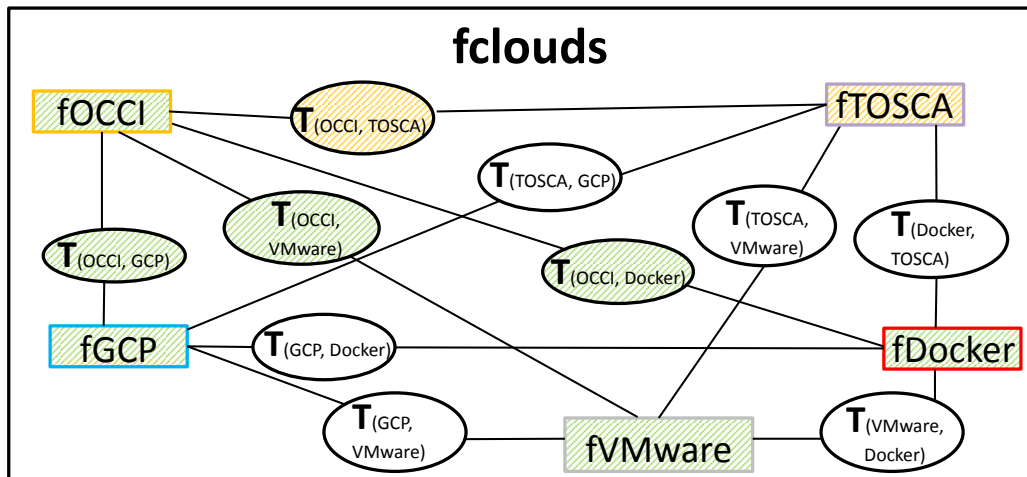 fclouds
fOCCI
T(OCCI, TOSCA)
fTOSCA
T(TOSCA, GCP)
T(OCCI,
VMware)
T(TOSCA,
VMware)
T(Docker,
TOSCA)
T(OCCI, GCP)
T(OCCI, Docker)
fGCP
T(GCP, Docker)
fDocker
T(GCP,
VMware)
fVMware
T(VMware,
Docker)